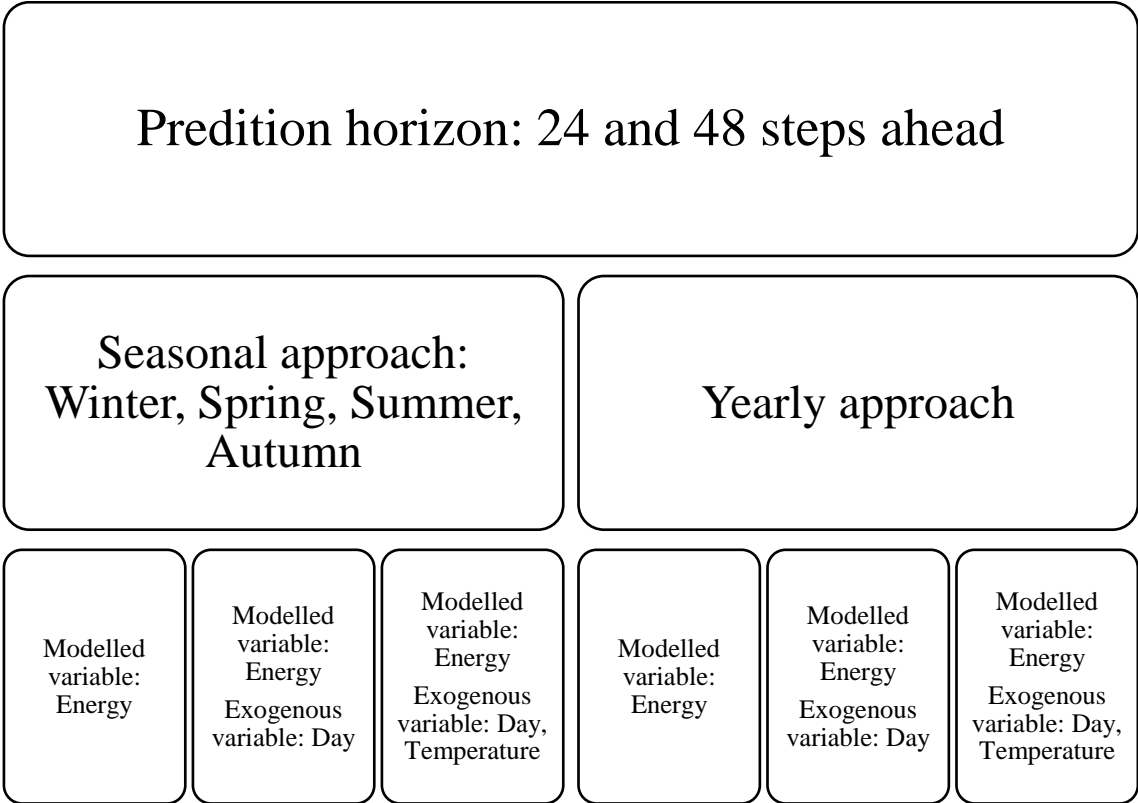 Predition horizon: 24 and 48 steps ahead
Seasonal approach:
Winter, Spring, Summer,
Autumn
Yearly approach
Modelled
variable:
Energy
Modelled
variable:
Energy
Exogenous
variable: Day
Modelled
variable:
Energy
Exogenous
variable: Day,
Temperature
Modelled
variable:
Energy
Modelled
variable:
Energy
Exogenous
variable: Day
Modelled
variable:
Energy
Exogenous
variable: Day,
Temperature